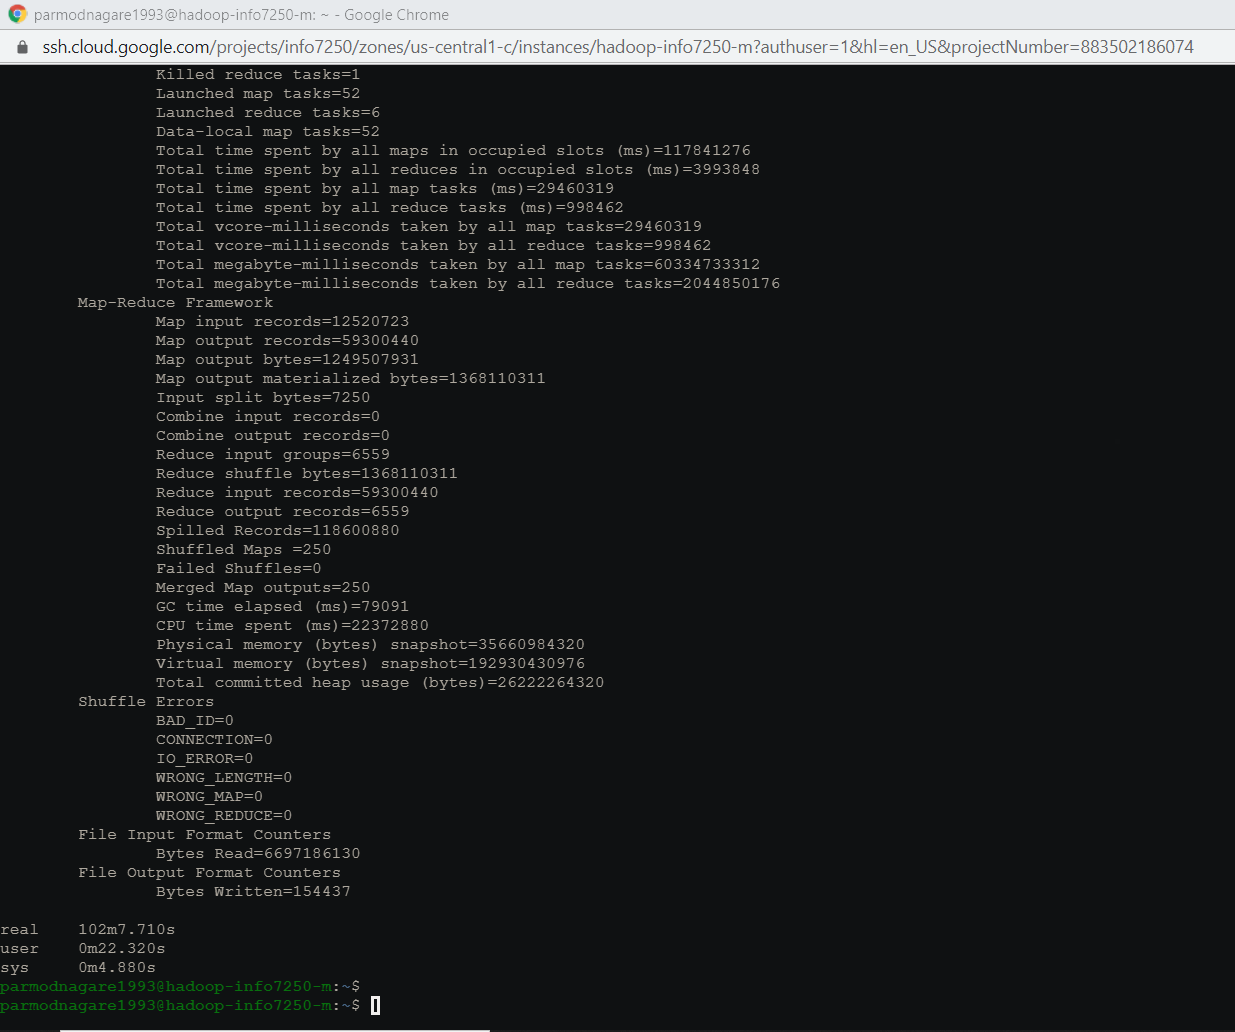 parmodnagare1993@hadoop-info7250-m: ~ - Google Chrome
ssh.cloud.google.com/projects/info7250/zones/us-central1-c/instances/hadoop-info7250-m?authuser=1&hl=en_US&projectNumber=883502186074
Killed reduce tasks=1
Launched map tasks=52
Launched reduce tasks=6
Data-local map tasks=52
Total time spent by all maps in occupied slots (ms)=117841276
Total time spent by all reduces in occupied slots (ms)=3993848
Total time spent by all map tasks (ms)=29460319
Total time spent by all reduce tasks (ms)=998462
Total vcore-milliseconds taken by all map tasks=29460319
Total vcore-milliseconds taken by all reduce tasks=998462
Total megabyte-milliseconds taken by all map tasks=60334733312
Total megabyte-milliseconds taken by all reduce tasks=2044850176
Map-Reduce Framework
Map input records=12520723
Map output records=59300440
Map output bytes=1249507931
Map output materialized bytes=1368110311
Input split bytes=7250
Combine input records=0
Combine output records=0
Reduce input groups=6559
Reduce shuffle bytes=1368110311
Reduce input records=59300440
Reduce output records=6559
Spilled Records=118600880
Shuffled Maps =250
Failed Shuffles=0
Merged Map outputs=250
GC time elapsed (ms)=79091
CPU time spent (ms)=22372880
Physical memory (bytes) snapshot=35660984320
Virtual memory (bytes) snapshot=192930430976
Total committed heap usage (bytes)=26222264320
Shuffle Errors
BAD_ID=0
CONNECTION=0
IO_ERROR=0
WRONG_LENGTH=0
WRONG_MAP=0
WRONG_REDUCE=0
File Input Format Counters
Bytes Read=6697186130
File Output Format Counters
Bytes Written=154437
real 102m7.710s
user 0m22.320s
sys 0m4.880s
parmodnagare1993@hadoop-info7250-m:~$
parmodnagare1993@hadoop-info7250-m:~$